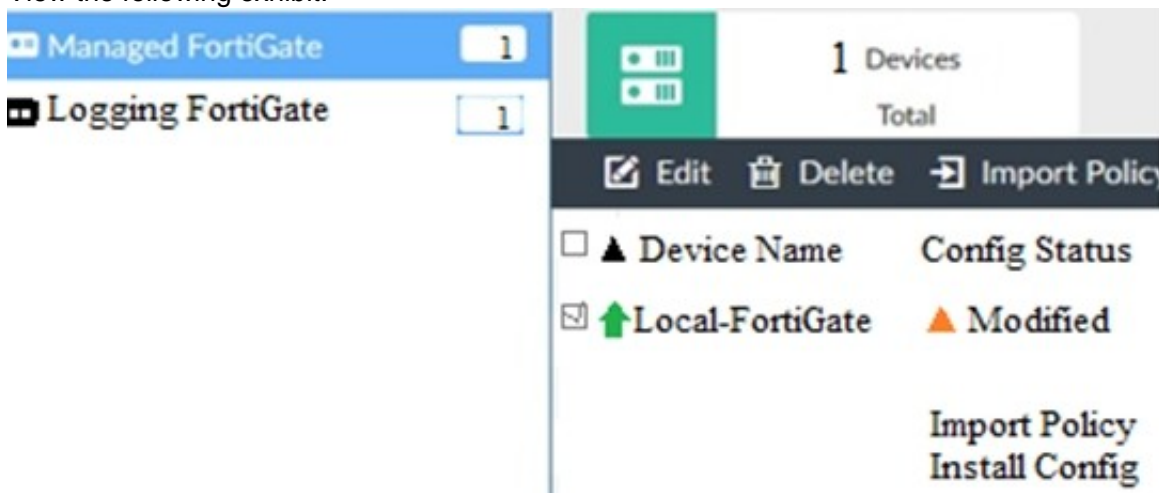 View the following exhibit:
Managed FortiGate 1
Logging FortiGate 1
1 Devices
Total
Edit Delete Import Policy
Device Name Config Status
Local-FortiGate Modified
Import Policy
Install Config